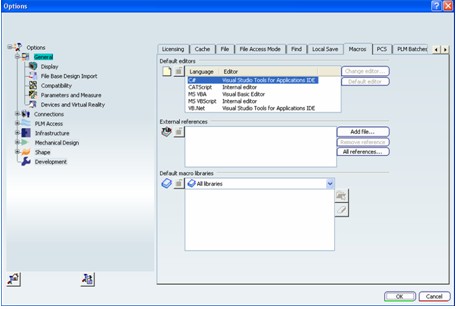 Options
Options
General
Display
File Base Design Import
Compatibility
Parameters and Measure
Devices and Virtual Reality
Connections
PLM Access
Infrastructure
Mechanical Design
Shape
Development
Licensing Cache File File Access Mode Find Local Save Macros PCS PLM Batches
Default editors
Language Editor
C# Visual Studio Tools for Applications IDE
CATScript Internal editor
MS VBA Visual Basic Editor
MS VBScript Internal editor
VB.Net Visual Studio Tools for Applications IDE
Change editor...
Default editor
External references
Add file...
Remove reference
All references...
Default macro libraries
All libraries
OK Cancel